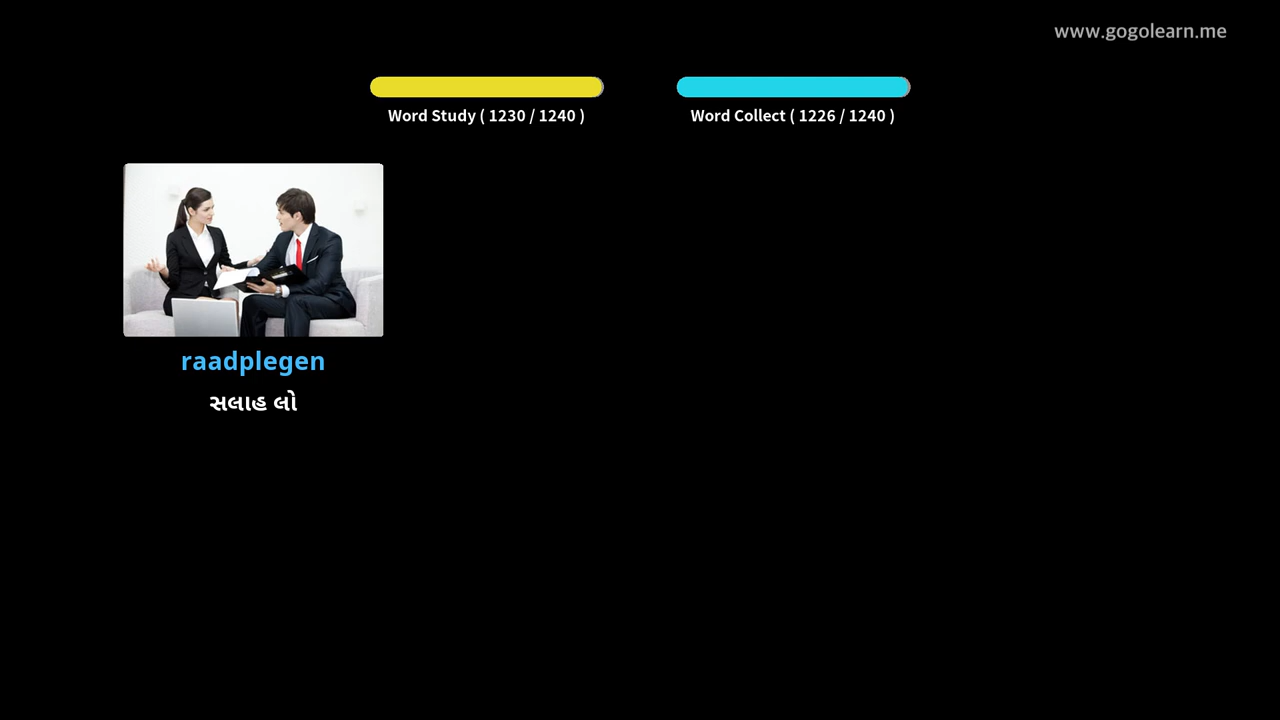 www.gogolearn.me
Word Study ( 1230 / 1240 )
Word Collect ( 1226 / 1240 )
raadplegen
સલાહ લો